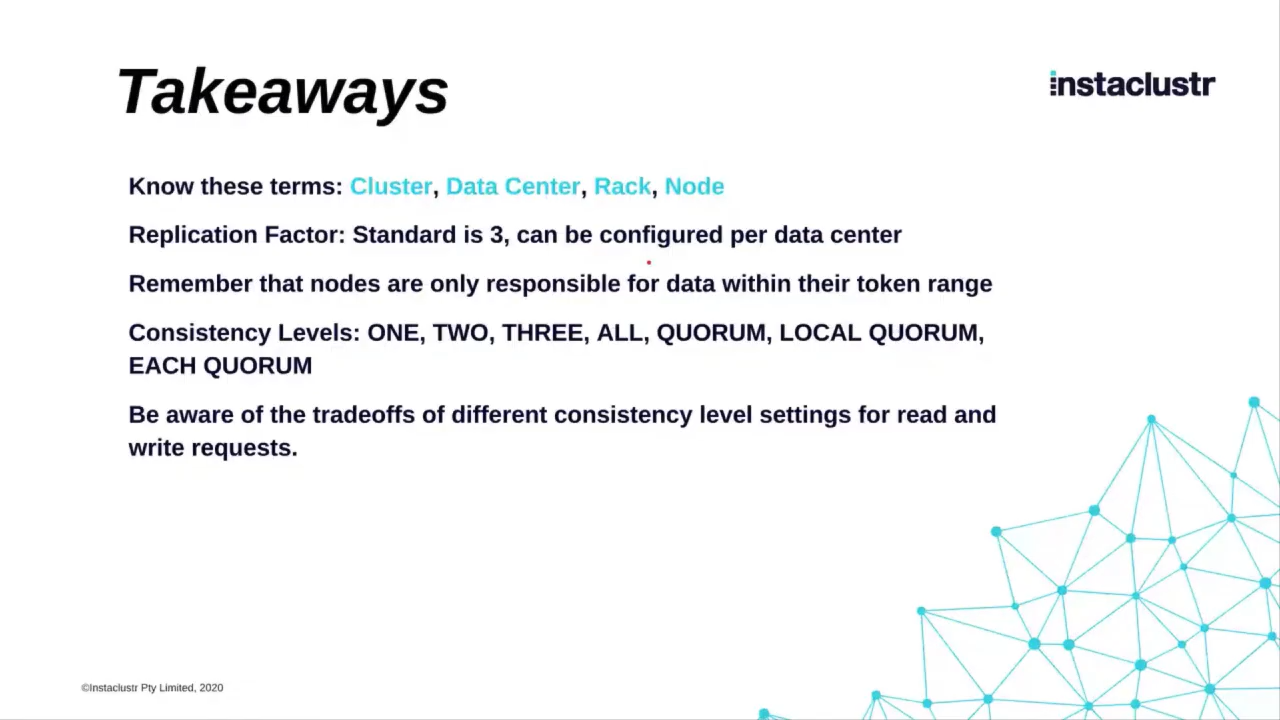 Takeaways
instaclustr
Know these terms: Cluster, Data Center, Rack, Node
Replication Factor: Standard is 3, can be configured per data center
Remember that nodes are only responsible for data within their token range
Consistency Levels: ONE, TWO, THREE, ALL, QUORUM, LOCAL QUORUM,
EACH QUORUM
Be aware of the tradeoffs of different consistency level settings for read and
write requests.
©Instaclustr Pty Limited, 2020